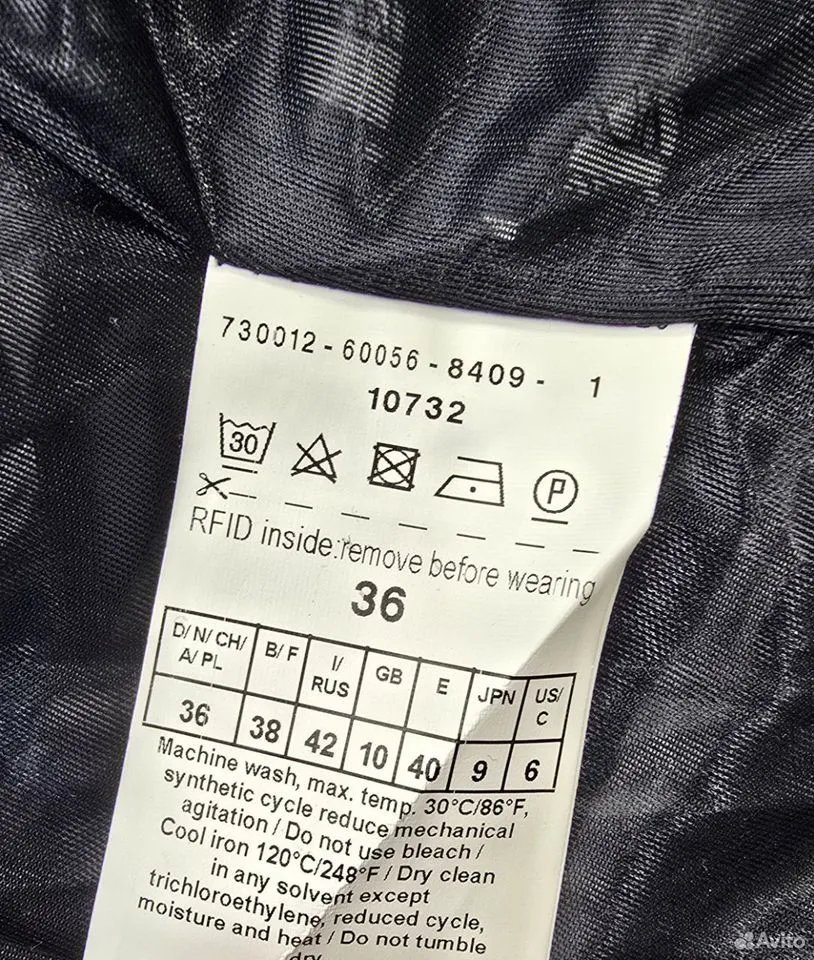 730012 - 60056 - 8409 - 1
10732
30
P
RFID inside:remove before wearing
36
D/ N/ CH/ A/ PL B/ F I/ RUS GB E JPN US/ C
36 38 42 10 40 9 6
Machine wash, max. temp. 30°C/86°F,
synthetic cycle reduce mechanical
agitation / Do not use bleach /
Cool iron 120°C/248°F / Dry clean
in any solvent except
trichloroethylene, reduced cycle,
moisture and heat / Do not tumble
dry
Avito